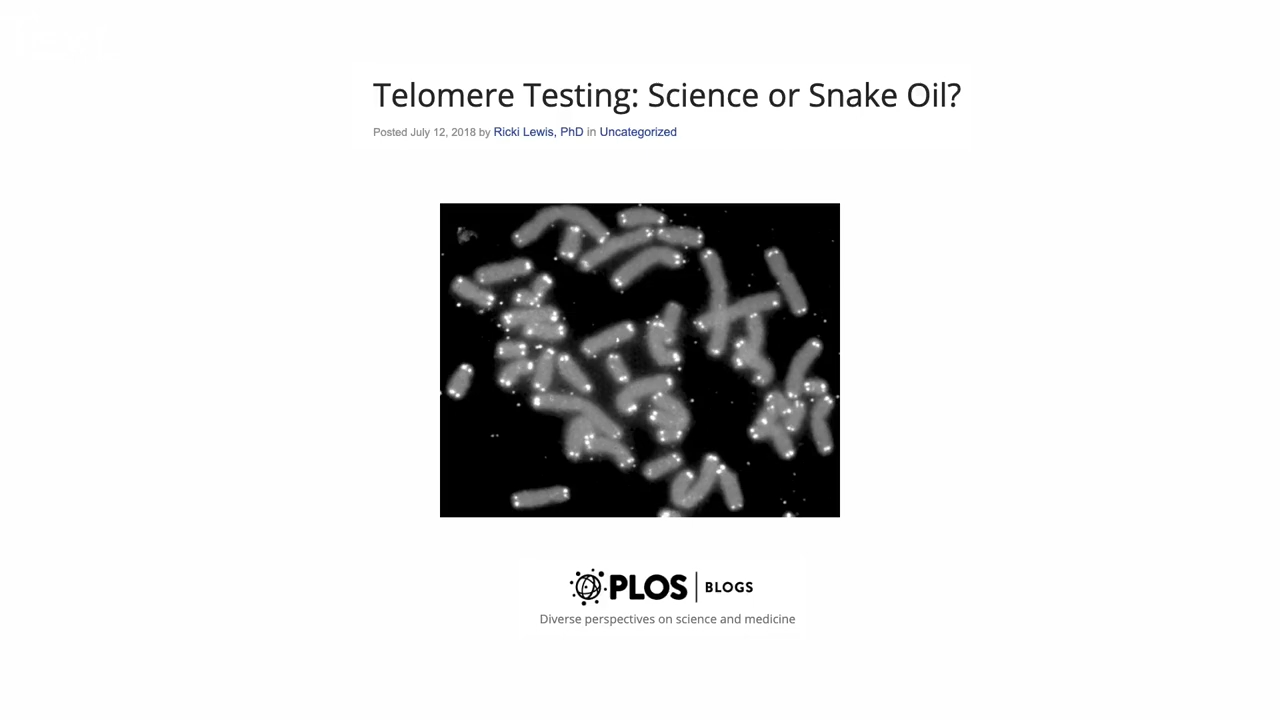 Telomere Testing: Science or Snake Oil?
Posted July 12, 2018 by Ricki Lewis, PhD in Uncategorized
PLOS BLOGS
Diverse perspectives on science and medicine